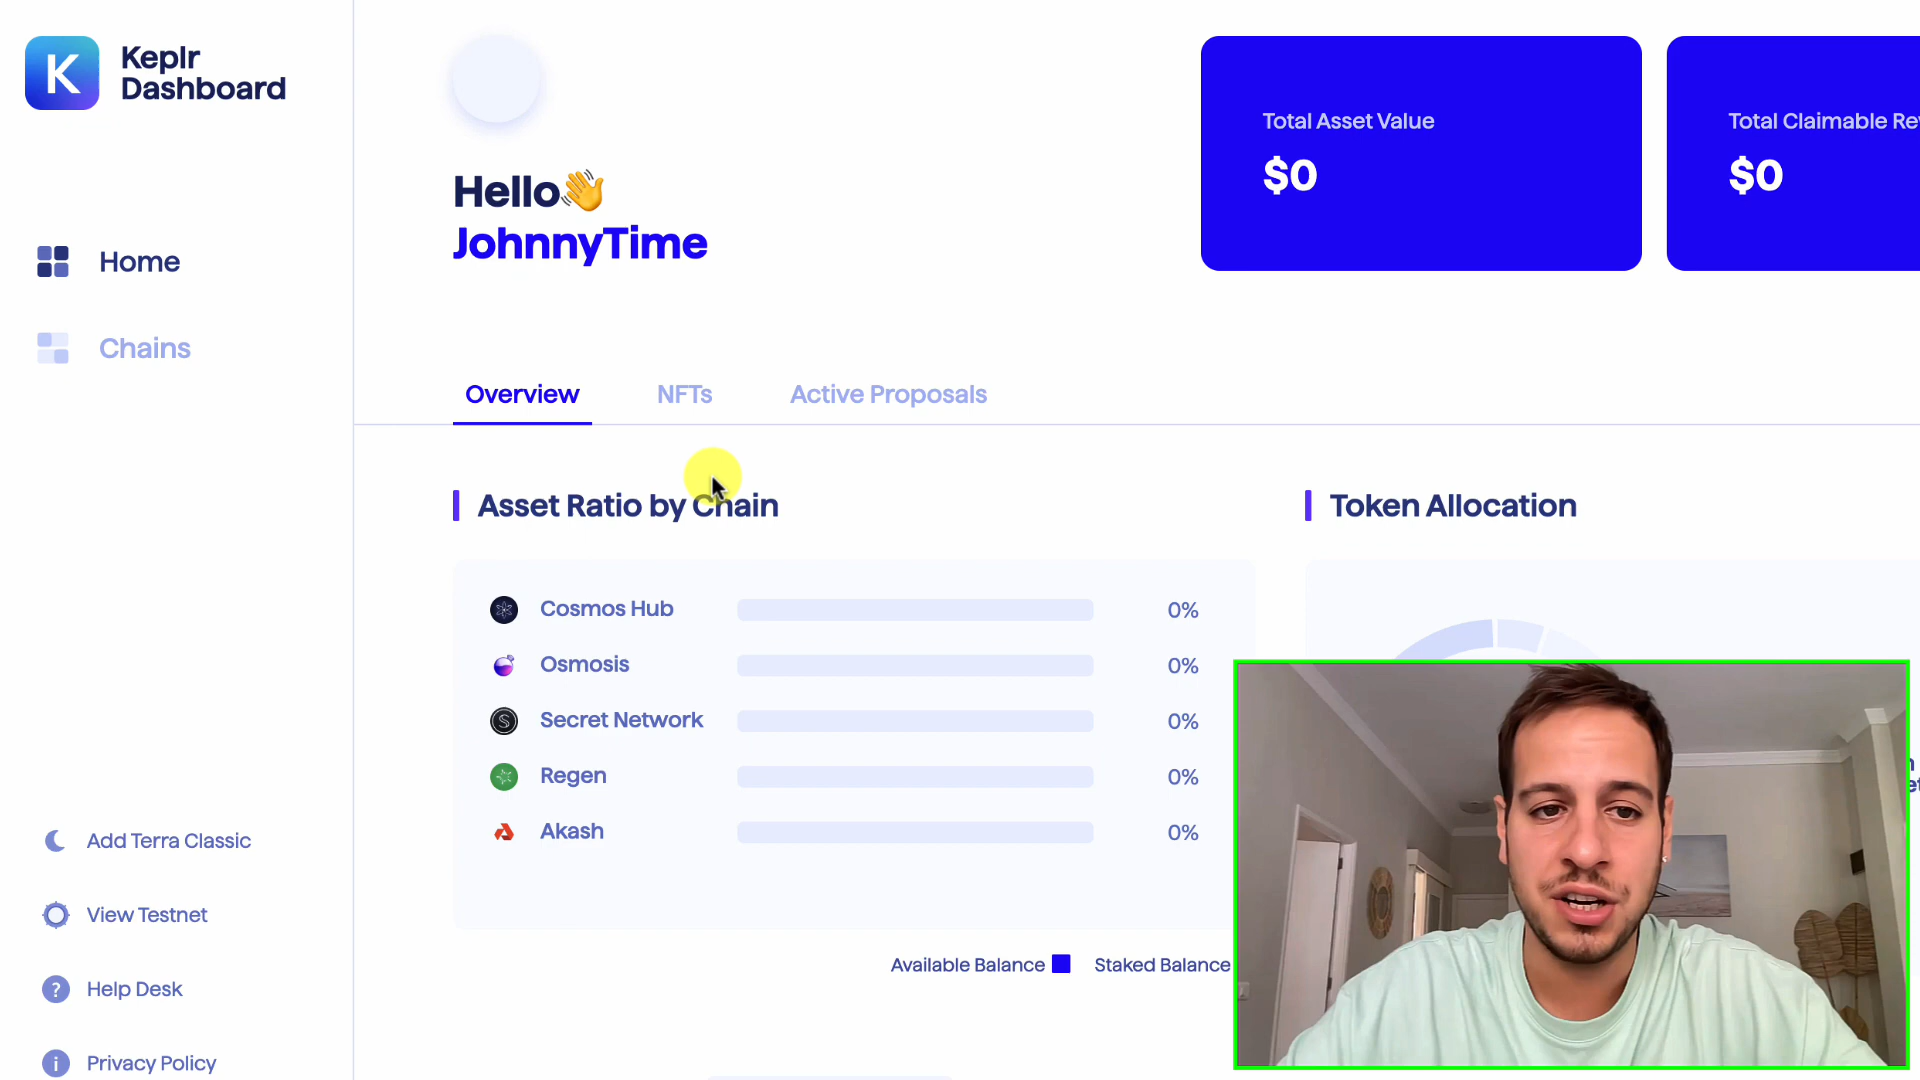 K
Keplr
Dashboard
Home
Chains
Add Terra Classic
View Testnet
? Help Desk
i Privacy Policy
Hello👋
JohnnyTime
Total Asset Value
$0
Total Claimable Re
$0
Overview
NFTs
Active Proposals
Asset Ratio by Chain
Cosmos Hub 0%
Osmosis 0%
S Secret Network 0%
Regen 0%
Akash 0%
Available Balance
Staked Balance
Token Allocation